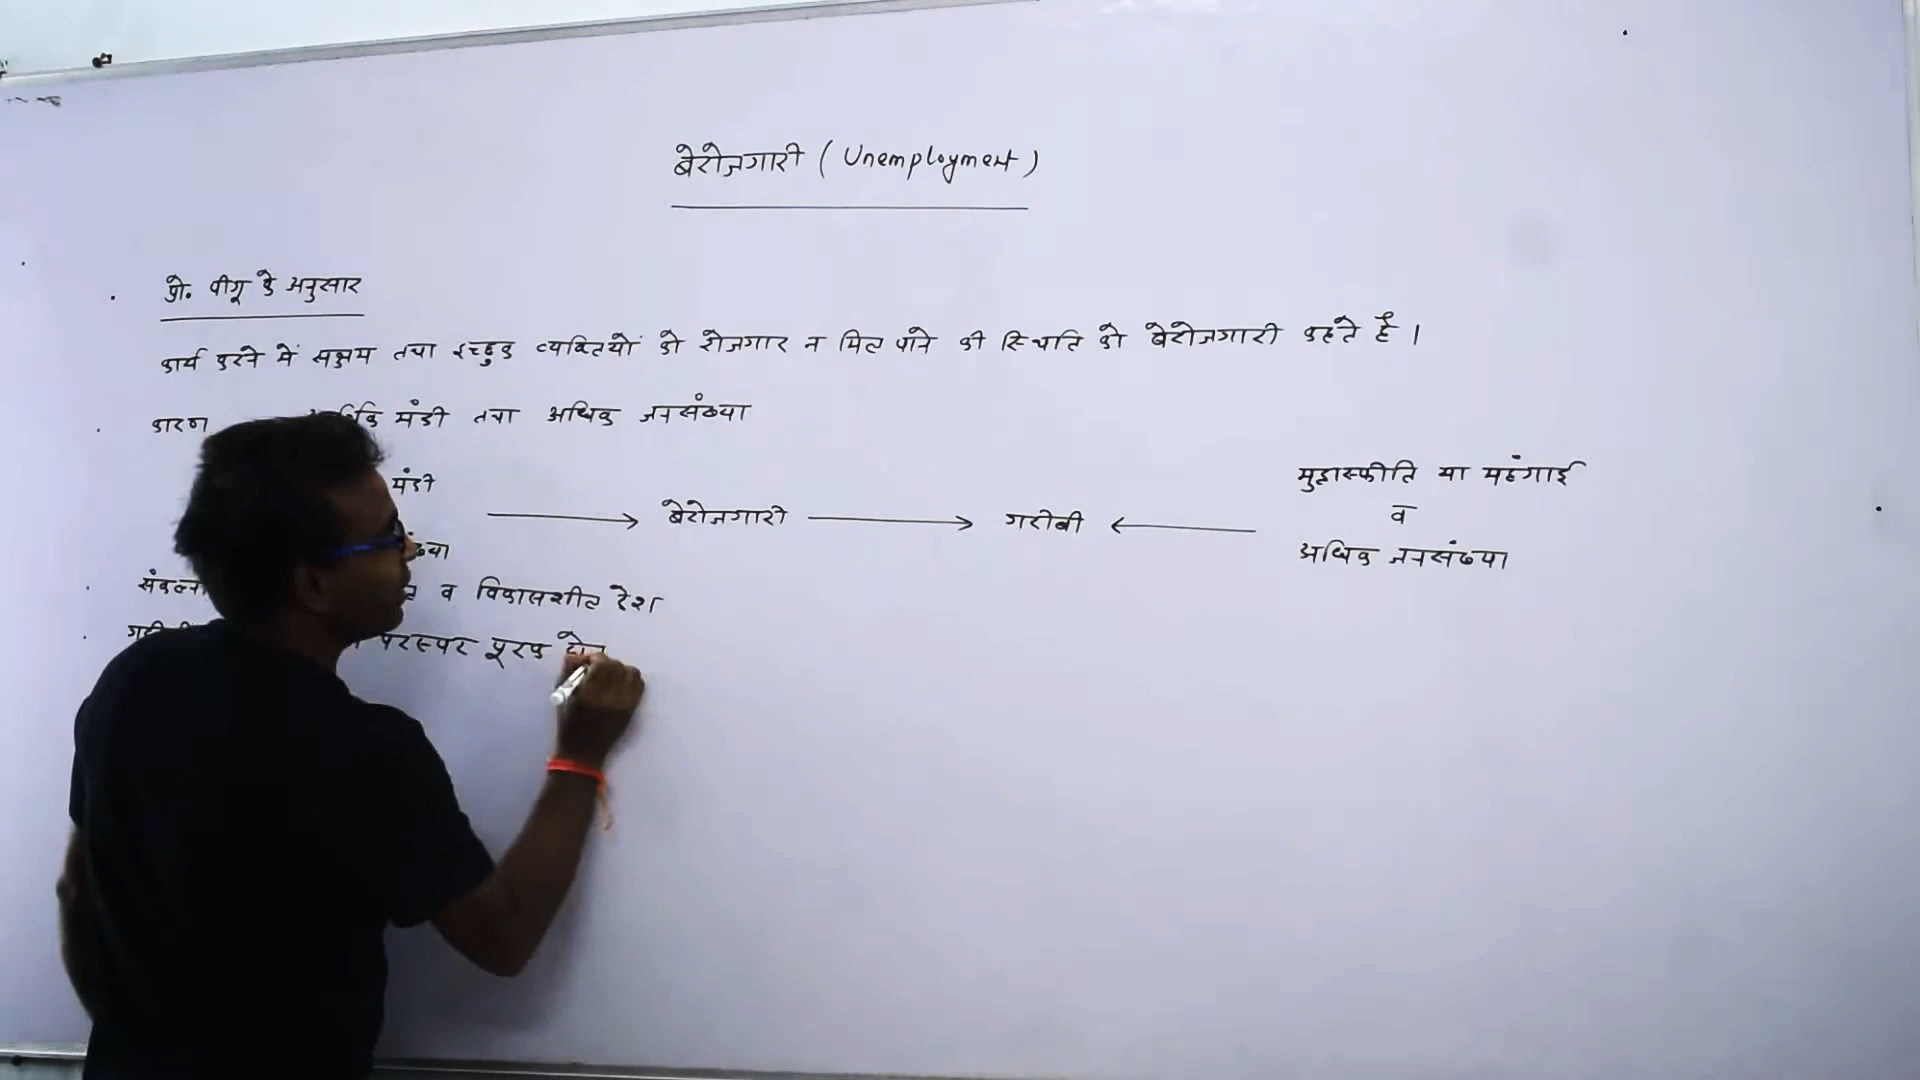 बेरोजगारी ( Unemployment )
प्रो. पीगू के अनुसार
कार्य करने में सक्षम तथा इच्छुक व्यक्तियों को रोजगार न मिल पाने की स्थिति को बेरोजगारी कहते हैं ।
कारण मंदी तथा अधिक जनसंख्या
मंदी
बेरोजगारी गरीबी
मुद्रास्फीति या महंगाई
व
अधिक जनसंख्या
व विकासशील देश
परस्पर पूरक